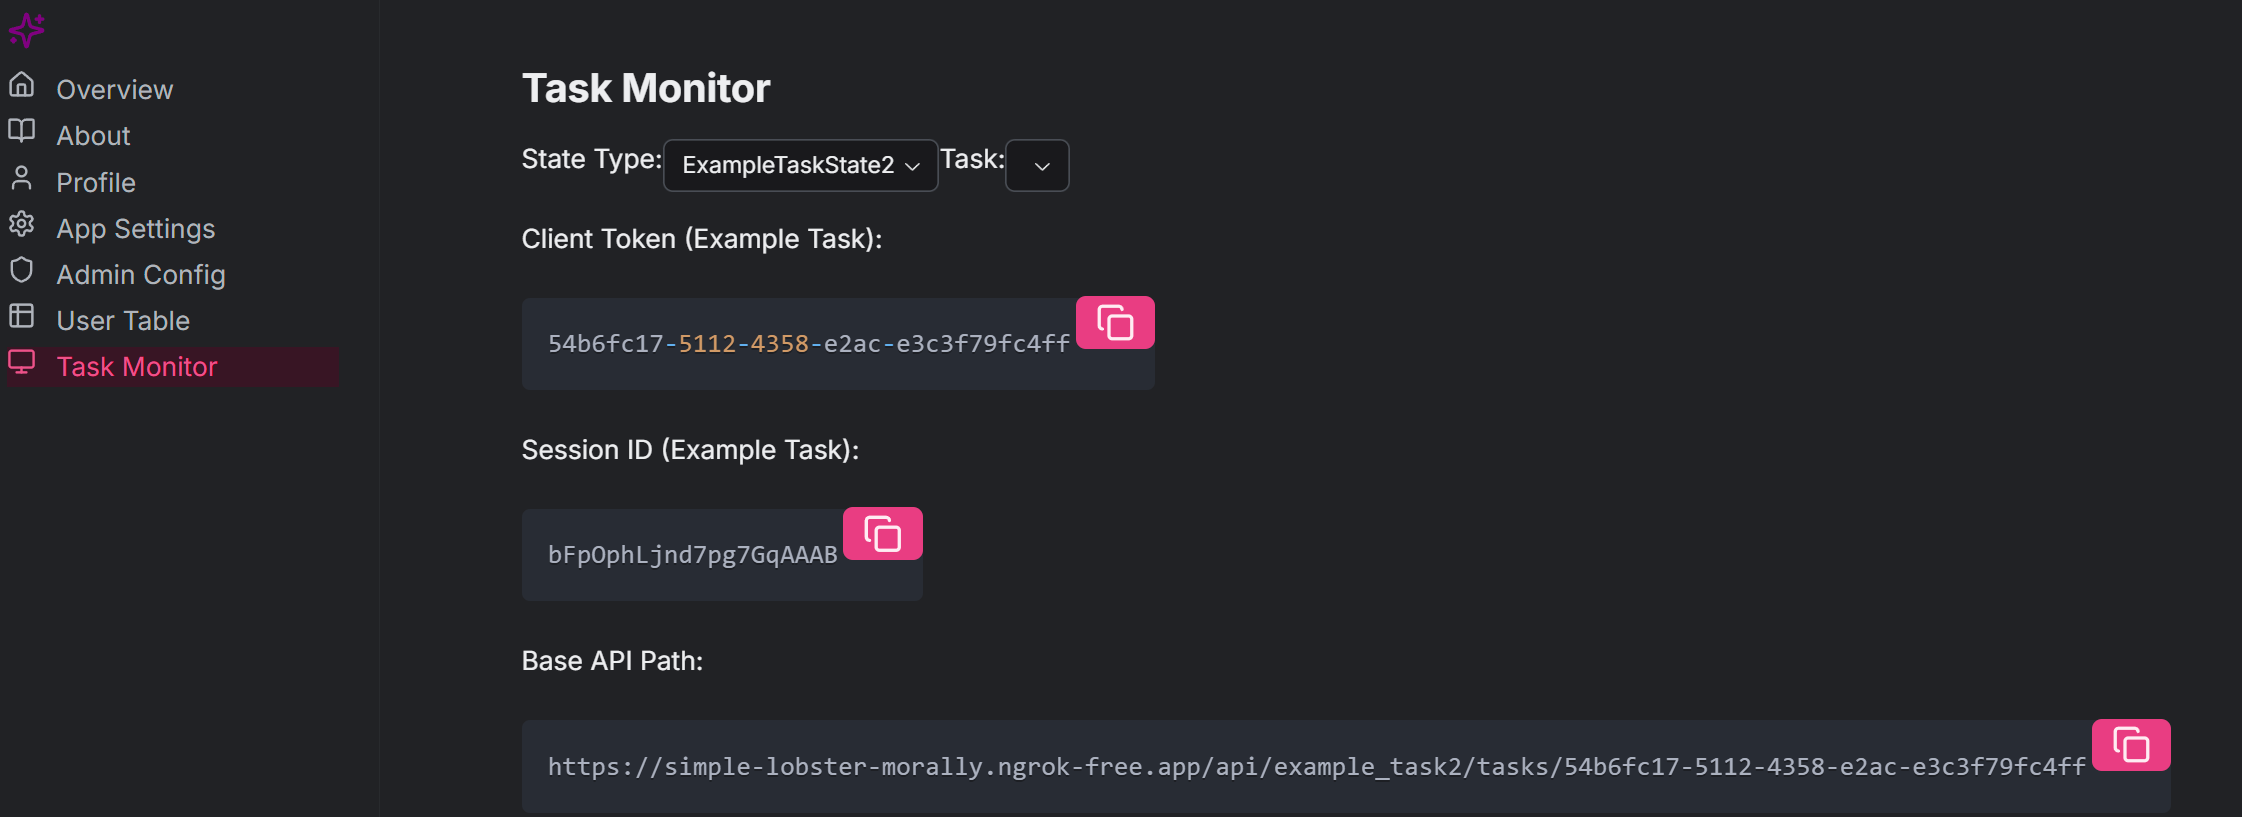 Overview
About
Profile
App Settings
Admin Config
User Table
Task Monitor
Task Monitor
State Type: ExampleTaskState2 Task:
Client Token (Example Task):
54b6fc17-5112-4358-e2ac-e3c3f79fc4ff
Session ID (Example Task):
bFpOphLjnd7pg7GqAAAB
Base API Path:
https://simple-lobster-morally.ngrok-free.app/api/example_task2/tasks/54b6fc17-5112-4358-e2ac-e3c3f79fc4ff